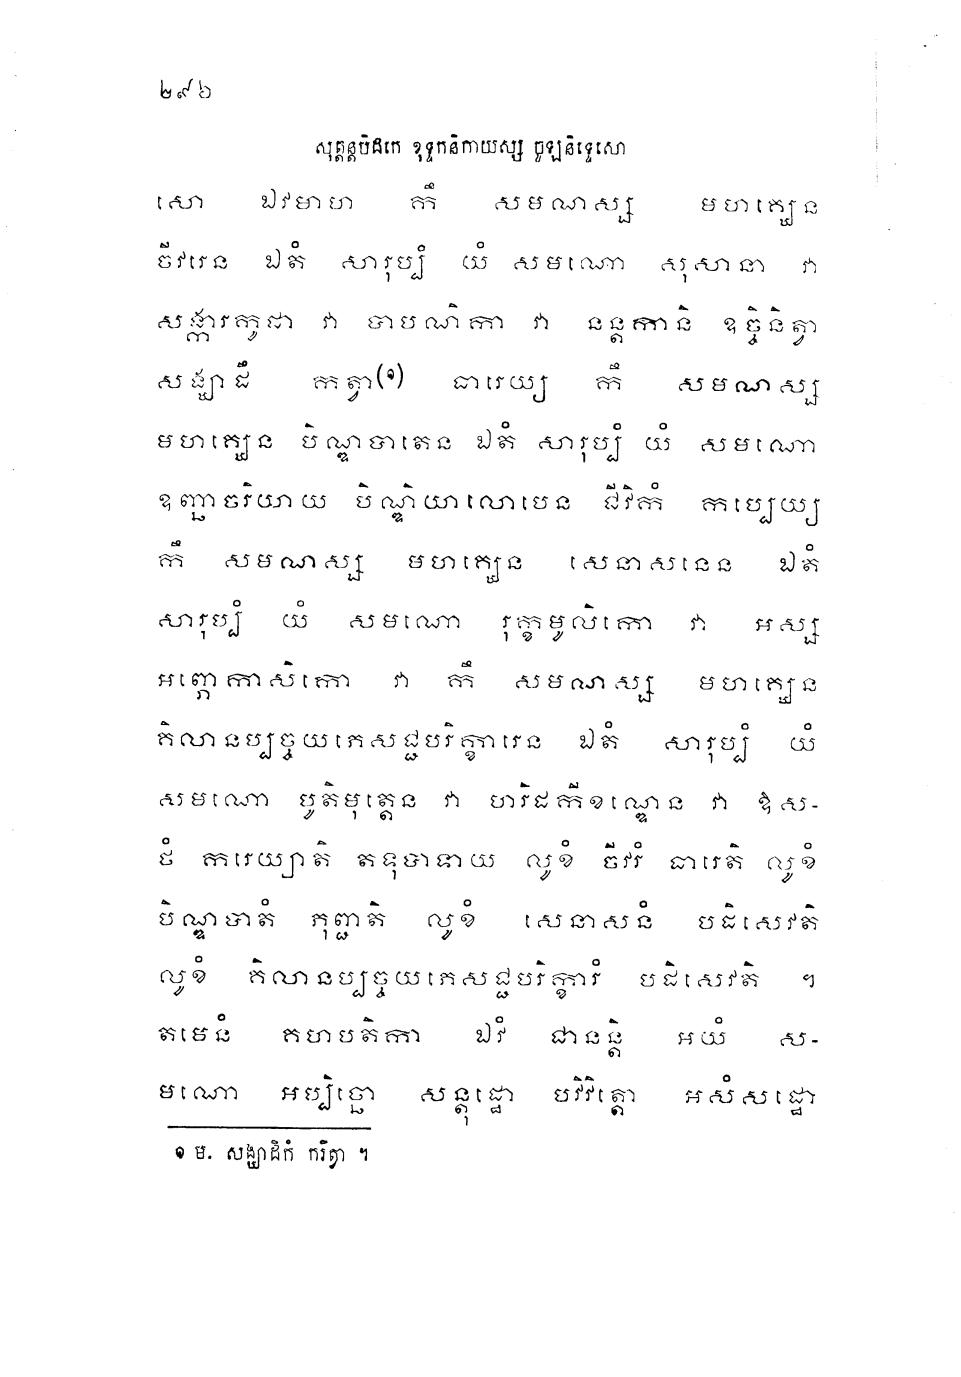 ២៩៦
សុត្តន្តបិដកេ ខុទ្ទកនិកាយស្ស ចូឡនិទ្ទេសោ
សោ ឯវមាហ កឹ សមណស្ស មហគ្ឃេន
ចីវរេន ឯតំ សារុប្បំ យំ សមណោ សុសានា វា
សង្ការកូដា វា បាបណិកា វា នន្តកានិ ឧច្ចិនិត្វា
សង្ឃាដឹ កត្វា(១) ធារេយ្យ កឹ សមណស្ស
មហគ្ឃេន បិណ្ឌបាតេន ឯតំ សារុប្បំ យំ សមណោ
ឧញ្ឆាចរិយាយ បិណ្ឌិយាលោបេន ជីវិកំ កប្បេយ្យ
កឹ សមណស្ស មហគ្ឃេន សេនាសនេន ឯតំ
សារុប្បំ យំ សមណោ រុក្ខមូលិកោ វា អស្ស
អព្ភោកាសិកោ វា កឹ សមណស្ស មហគ្ឃេន
គិលានប្បច្ចយភេសជ្ជបរិក្ខារេន ឯតំ សារុប្បំ យំ
សមណោ បូតិមុត្តេន វា ហរិដកីខណ្ឌេន វា ឱស-
ថំ ករេយ្យាតិ តទុបាទាយ លូខំ ចីវរំ ធារេតិ លូខំ
បិណ្ឌបាតំ ភុញ្ជតិ លូខំ សេនាសនំ បដិសេវតិ
លូខំ គិលានប្បច្ចយភេសជ្ជបរិក្ខារំ បដិសេវតិ ។
តមេនំ គហបតិកា ឯវំ ជានន្តិ អយំ ស-
មណោ អប្បិច្ឆោ សន្តុដ្ឋោ បវិវិត្តោ អសំសដ្ឋោ
១ ម. សង្ឃាដិកំ ករិត្វា ។